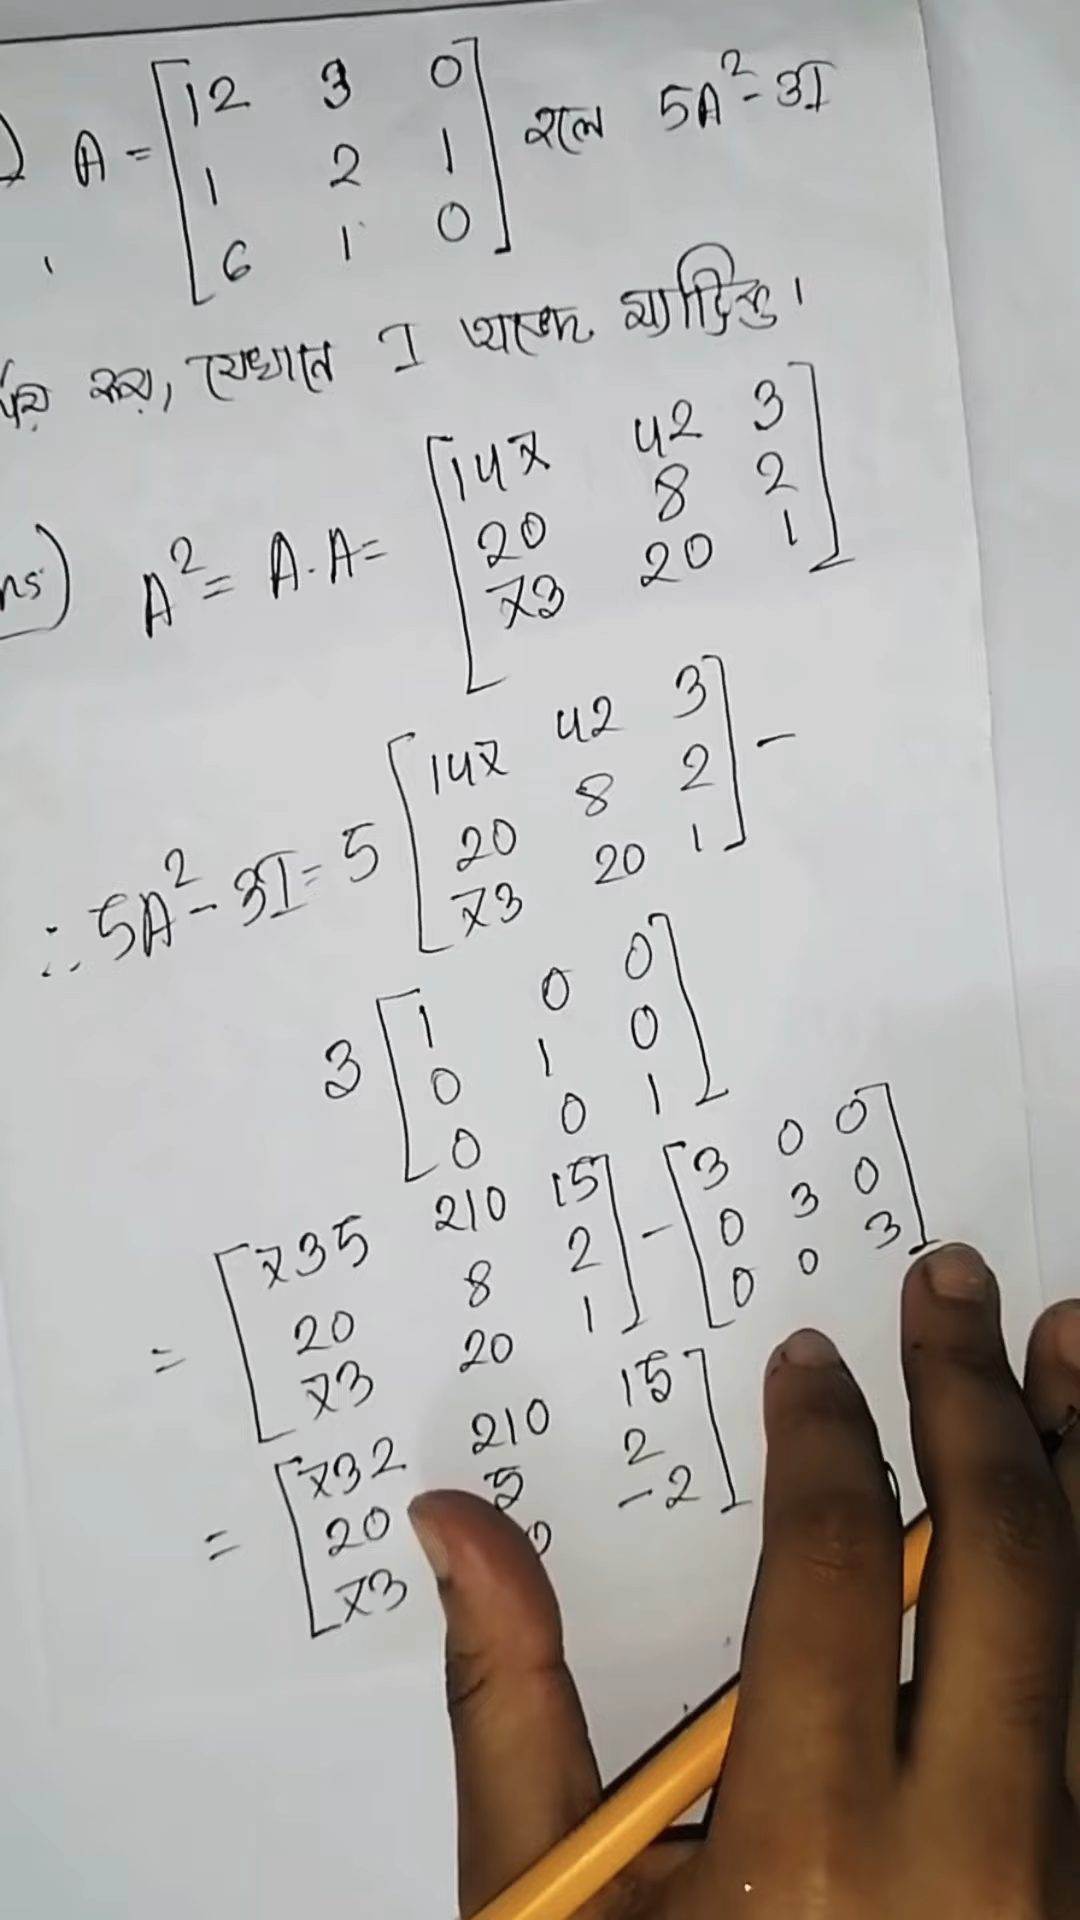 A = [12 3 0
1 2 1
6 1 0] হলে 5A² - 3I
কর, যেখানে I অভেদ ম্যাট্রিক্স।
A² = A.A = [147 42 3
20 8 2
73 20 1]
∴ 5A² - 3I = 5 [147 42 3
20 8 2
73 20 1] -
3 [1 0 0
0 1 0
0 0 1]
= [735 210 15
20 8 2
73 20 1] - [3 0 0
0 3 0
0 0 3]
= [732 210 15
20 5 2
73 -2]